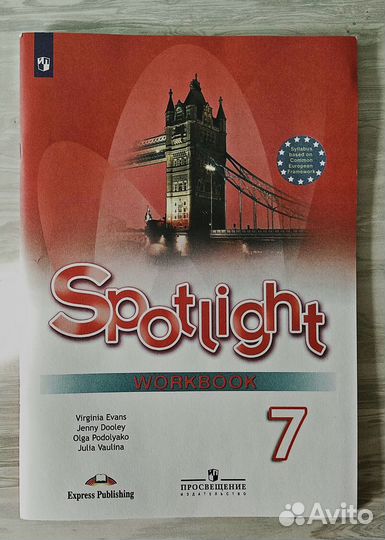 Syllabus
based on
Common
European
Framework
Spotlight
WORKBOOK
Virginia Evans
Jenny Dooley
Olga Podolyako
Julia Vaulina
7
Express Publishing
ПРОСВЕЩЕНИЕ
ИЗДАТЕЛЬСТВО
Avito